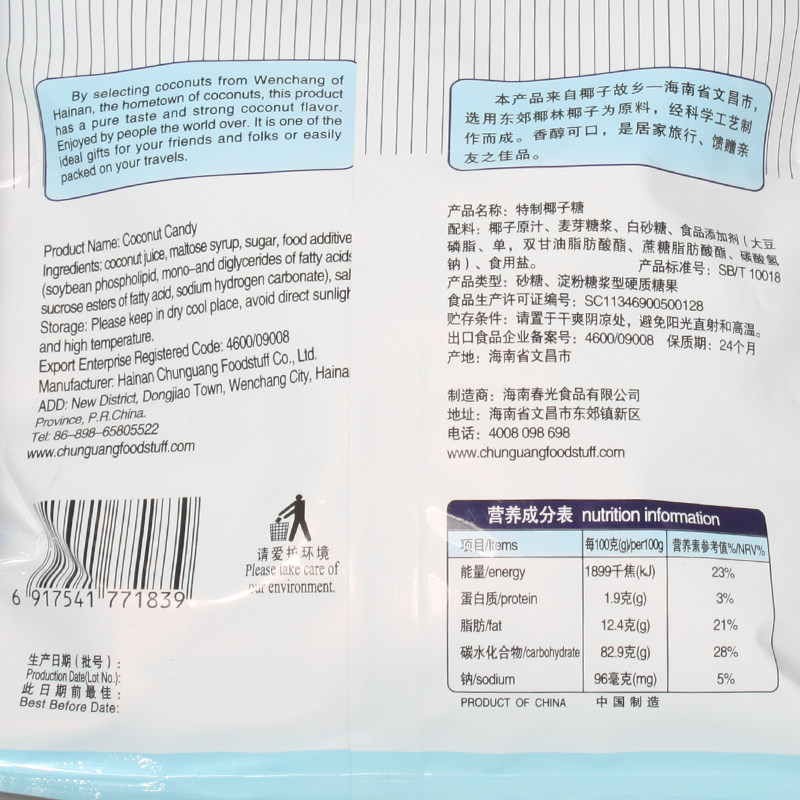 By selecting coconuts from Wenchang of
Hainan, the hometown of coconuts, this product
has a pure taste and strong coconut flavor.
Enjoyed by people the world over. It is one of the
ideal gifts for your friends and folks or easily
packed on your travels.
Product Name: Coconut Candy
Ingredients: coconut juice, maltose syrup, sugar, food additive
(soybean phospholipid, mono-and diglycerides of fatty acids
sucrose esters of fatty acid, sodium hydrogen carbonate), sal
Storage: Please keep in dry cool place, avoid direct sunligh
and high temperature.
Export Enterprise Registered Code: 4600/09008
Manufacturer: Hainan Chunguang Foodstuff Co., Ltd.
ADD: New District, Dongjiao Town, Wenchang City, Haina
Province, P.R.China.
Tel: 86-898-65805522
www.chunguangfoodstuff.com
6 917541 771839
请爱护环境
Please take care of
our environment.
生产日期(批号):
Production Date(Lot No.):
此日期前最佳:
Best Before Date:
本产品来自椰子故乡—海南省文昌市,
选用东郊椰林椰子为原料，经科学工艺制
作而成。香醇可口，是居家旅行、馈赠亲
友之佳品。
产品名称：特制椰子糖
配料：椰子原汁、麦芽糖浆、白砂糖、食品添加剂（大豆
磷脂、单，双甘油脂肪酸酯、蔗糖脂肪酸酯、碳酸氢
钠）、食用盐。 产品标准号：SB/T 10018
产品类型：砂糖、淀粉糖浆型硬质糖果
食品生产许可证编号：SC11346900500128
贮存条件：请置于干爽阴凉处，避免阳光直射和高温。
出口食品企业备案号：4600/09008 保质期：24个月
产地：海南省文昌市
制造商：海南春光食品有限公司
地址：海南省文昌市东郊镇新区
电话：4008 098 698
www.chunguangfoodstuff.com
营养成分表 nutrition information
项目/Items 每100克(g)/per100g 营养素参考值%/NRV%
能量/energy 1899千焦(kJ) 23%
蛋白质/protein 1.9克(g) 3%
脂肪/fat 12.4克(g) 21%
碳水化合物/carbohydrate 82.9克(g) 28%
钠/sodium 96毫克(mg) 5%
PRODUCT OF CHINA 中国制造